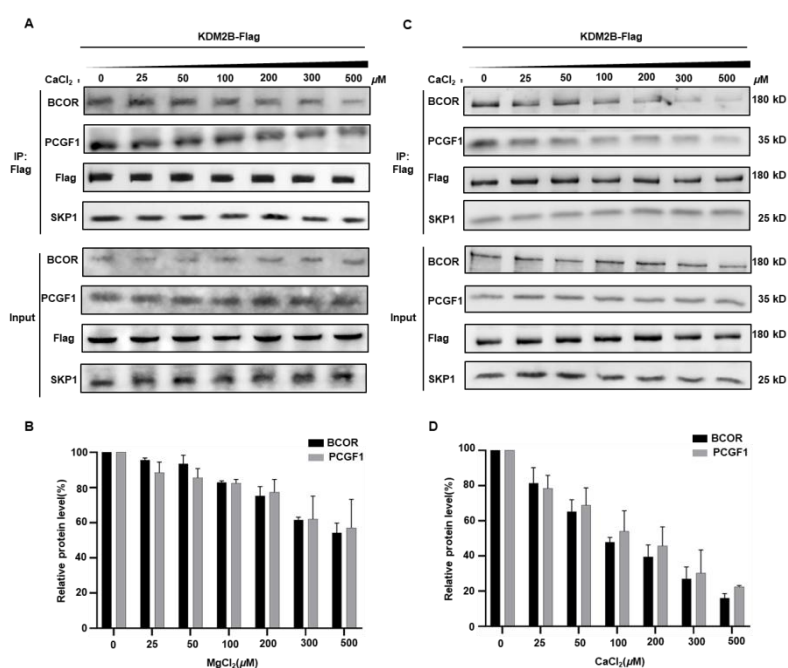 A
KDM2B-Flag
CaCl2 : 0 25 50 100 200 300 500 µM
IP: Flag
BCOR
PCGF1
Flag
SKP1
Input
BCOR
PCGF1
Flag
SKP1
C
KDM2B-Flag
CaCl2 : 0 25 50 100 200 300 500 µM
IP: Flag
BCOR 180 kD
PCGF1 35 kD
Flag 180 kD
SKP1 25 kD
Input
BCOR 180 kD
PCGF1 35 kD
Flag 180 kD
SKP1 25 kD
B
BCOR
PCGF1
Relative protein level(%)
100
80
60
40
20
0
0 25 50 100 200 300 500
MgCl2(µM)
D
BCOR
PCGF1
Relative protein level(%)
100
80
60
40
20
0
0 25 50 100 200 300 500
CaCl2(µM)